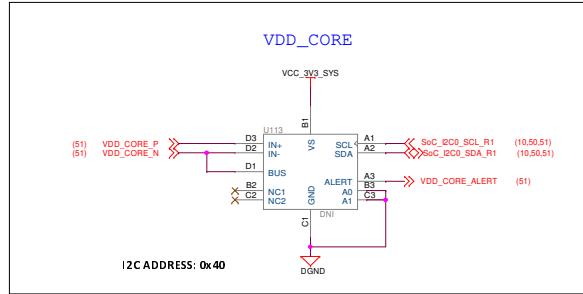 VDD_CORE
VCC_3V3_SYS
U113
B1
(51) VDD_CORE_P D3 IN+ VS SCL A1 SoC_I2C0_SCL_R1 (10,50,51)
(51) VDD_CORE_N D2 IN- SDA A2 SoC_I2C0_SDA_R1 (10,50,51)
D1 BUS
ALERT A3 VDD_CORE_ALERT (51)
B2 NC1 A0 B3
C2 NC2 GND A1 C3
DNI
C1
I2C ADDRESS: 0x40
DGND